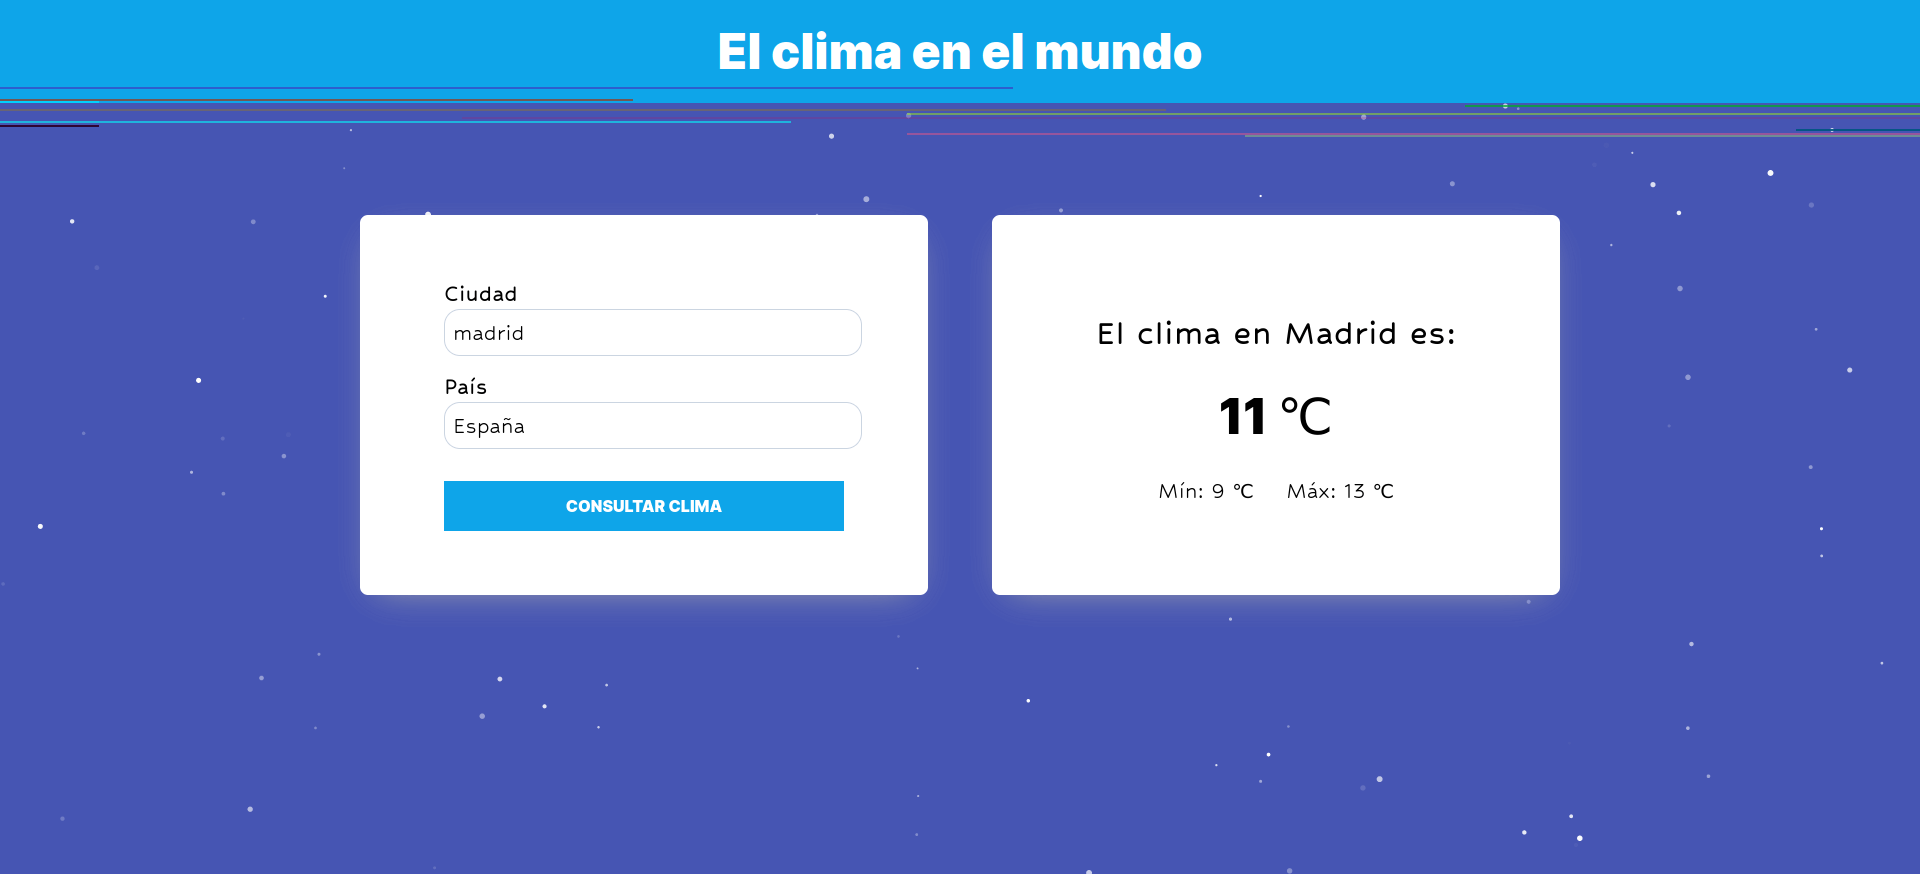 El clima en el mundo
Ciudad
madrid
País
España
CONSULTAR CLIMA
El clima en Madrid es:
11 ℃
Mín: 9 ℃ Máx: 13 ℃